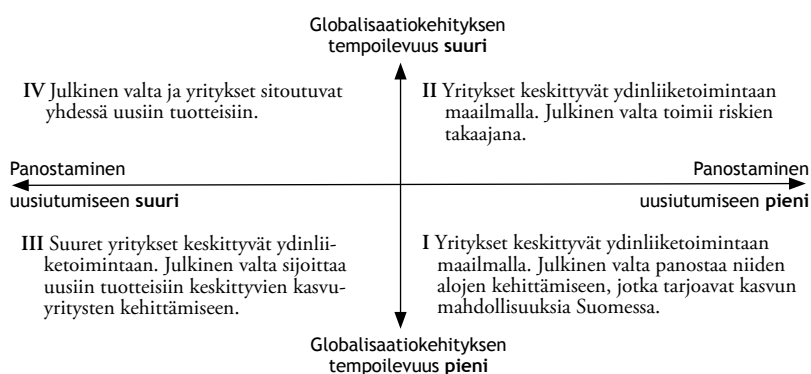 Globalisaatiokehityksen
tempoilevuus suuri
IV Julkinen valta ja yritykset sitoutuvat
yhdessä uusiin tuotteisiin.
II Yritykset keskittyvät ydinliiketoimintaan
maailmalla. Julkinen valta toimii riskien
takaajana.
Panostaminen
uusiutumiseen suuri
Panostaminen
uusiutumiseen pieni
III Suuret yritykset keskittyvät ydinlii-
ketoimintaan. Julkinen valta sijoittaa
uusiin tuotteisiin keskittyvien kasvu-
yritysten kehittämiseen.
I Yritykset keskittyvät ydinliiketoimintaan
maailmalla. Julkinen valta panostaa niiden
alojen kehittämiseen, jotka tarjoavat kasvun
mahdollisuuksia Suomessa.
Globalisaatiokehityksen
tempoilevuus pieni